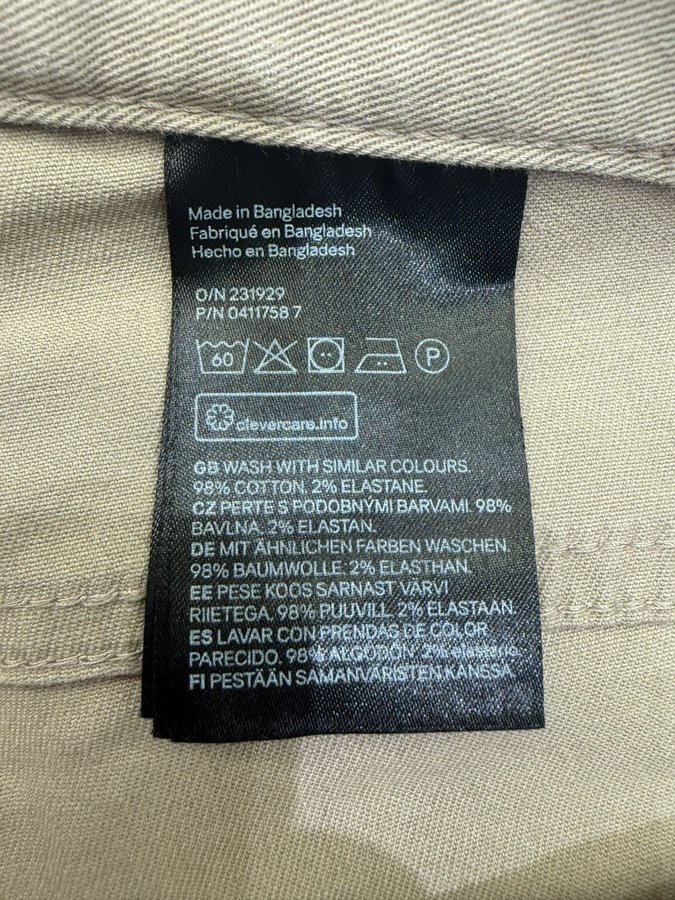 Made in Bangladesh
Fabriqué en Bangladesh
Hecho en Bangladesh
O/N 231929
P/N 0411758 7
60 P
clevercare.info
GB WASH WITH SIMILAR COLOURS.
98% COTTON. 2% ELASTANE.
CZ PERTE S PODOBNÝMI BARVAMI. 98%
BAVLNA. 2% ELASTAN.
DE MIT ÄHNLICHEN FARBEN WASCHEN.
98% BAUMWOLLE. 2% ELASTHAN.
EE PESE KOOS SARNAST VÄRVI
RIIETEGA. 98% PUUVILL. 2% ELASTAAN.
ES LAVAR CON PRENDAS DE COLOR
PARECIDO. 98% ALGODÓN. 2% elastano.
FI PESTÄÄN SAMANVÄRISTEN KANSSA.